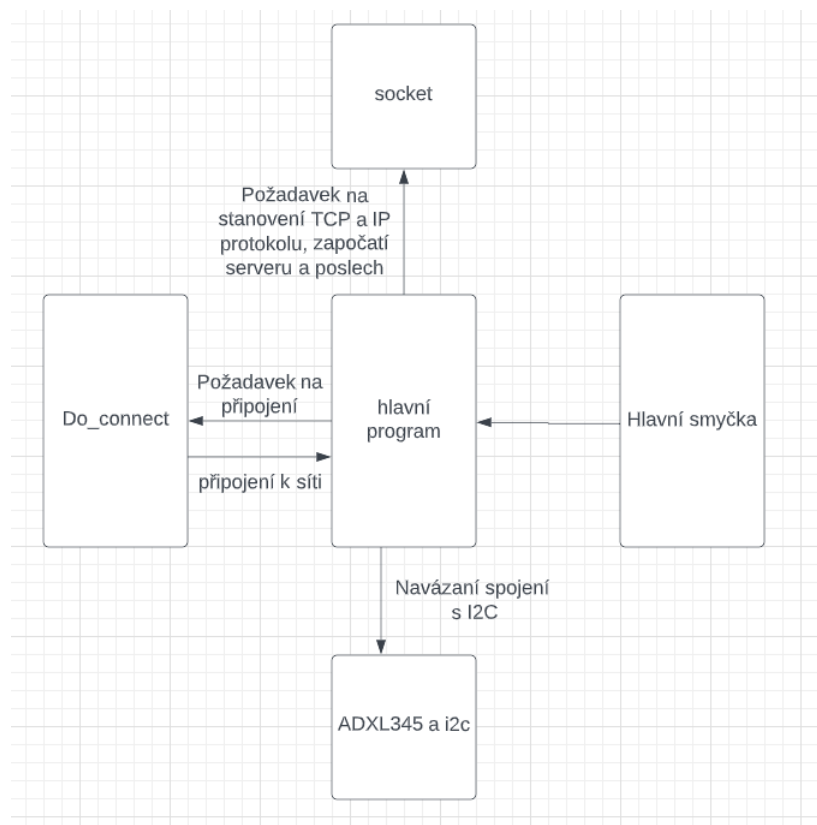 socket
Požadavek na
stanovení TCP a IP
protokolu, započatí
serveru a poslech
Do_connect
Požadavek na
připojení
připojení k síti
hlavní
program
Hlavní smyčka
Navázaní spojení
s I2C
ADXL345 a i2c